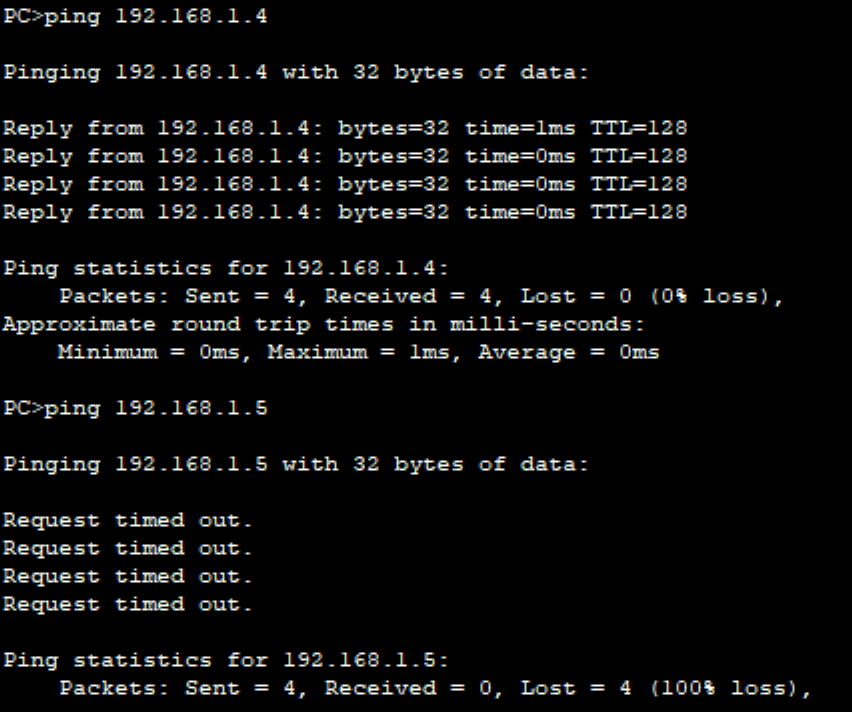 PC>ping 192.168.1.4
Pinging 192.168.1.4 with 32 bytes of data:
Reply from 192.168.1.4: bytes=32 time=1ms TTL=128
Reply from 192.168.1.4: bytes=32 time=0ms TTL=128
Reply from 192.168.1.4: bytes=32 time=0ms TTL=128
Reply from 192.168.1.4: bytes=32 time=0ms TTL=128
Ping statistics for 192.168.1.4:
    Packets: Sent = 4, Received = 4, Lost = 0 (0% loss),
Approximate round trip times in milli-seconds:
    Minimum = 0ms, Maximum = 1ms, Average = 0ms
PC>ping 192.168.1.5
Pinging 192.168.1.5 with 32 bytes of data:
Request timed out.
Request timed out.
Request timed out.
Request timed out.
Ping statistics for 192.168.1.5:
    Packets: Sent = 4, Received = 0, Lost = 4 (100% loss),